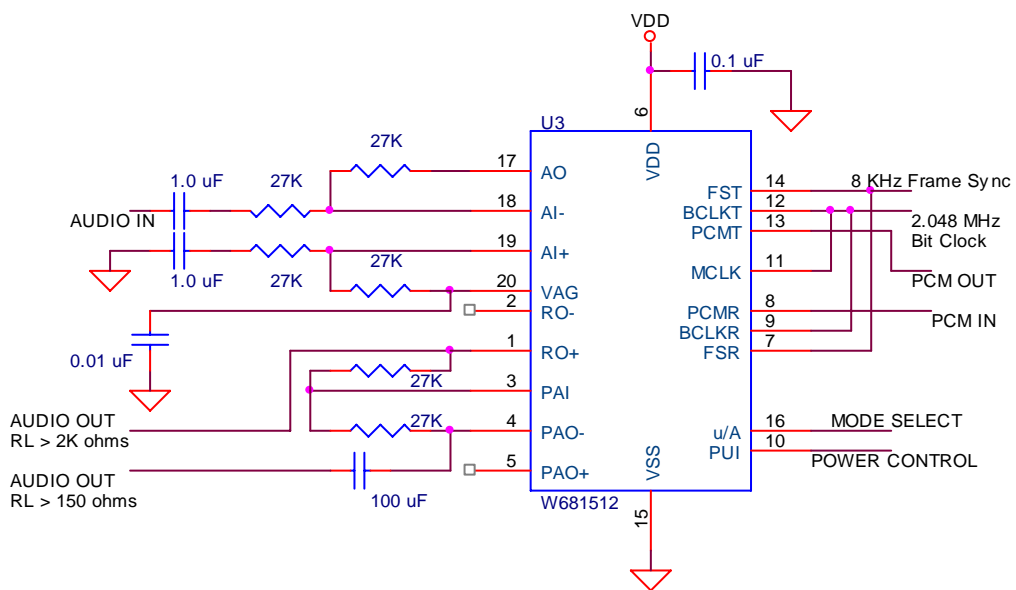 VDD
0.1 uF
6
U3
27K
17
AO
VDD
1.0 uF
27K
18
AI-
AUDIO IN
19
AI+
1.0 uF
27K
27K
20
VAG
2
RO-
0.01 uF
1
RO+
27K
3
PAI
AUDIO OUT
RL > 2K ohms
27K
4
PAO-
AUDIO OUT
RL > 150 ohms
100 uF
5
PAO+
W681512
VSS
15
FST
14
8 KHz Frame Sync
BCLKT
12
2.048 MHz
Bit Clock
PCMT
13
MCLK
11
PCM OUT
PCMR
8
PCM IN
BCLKR
9
FSR
7
u/A
16
MODE SELECT
PUI
10
POWER CONTROL